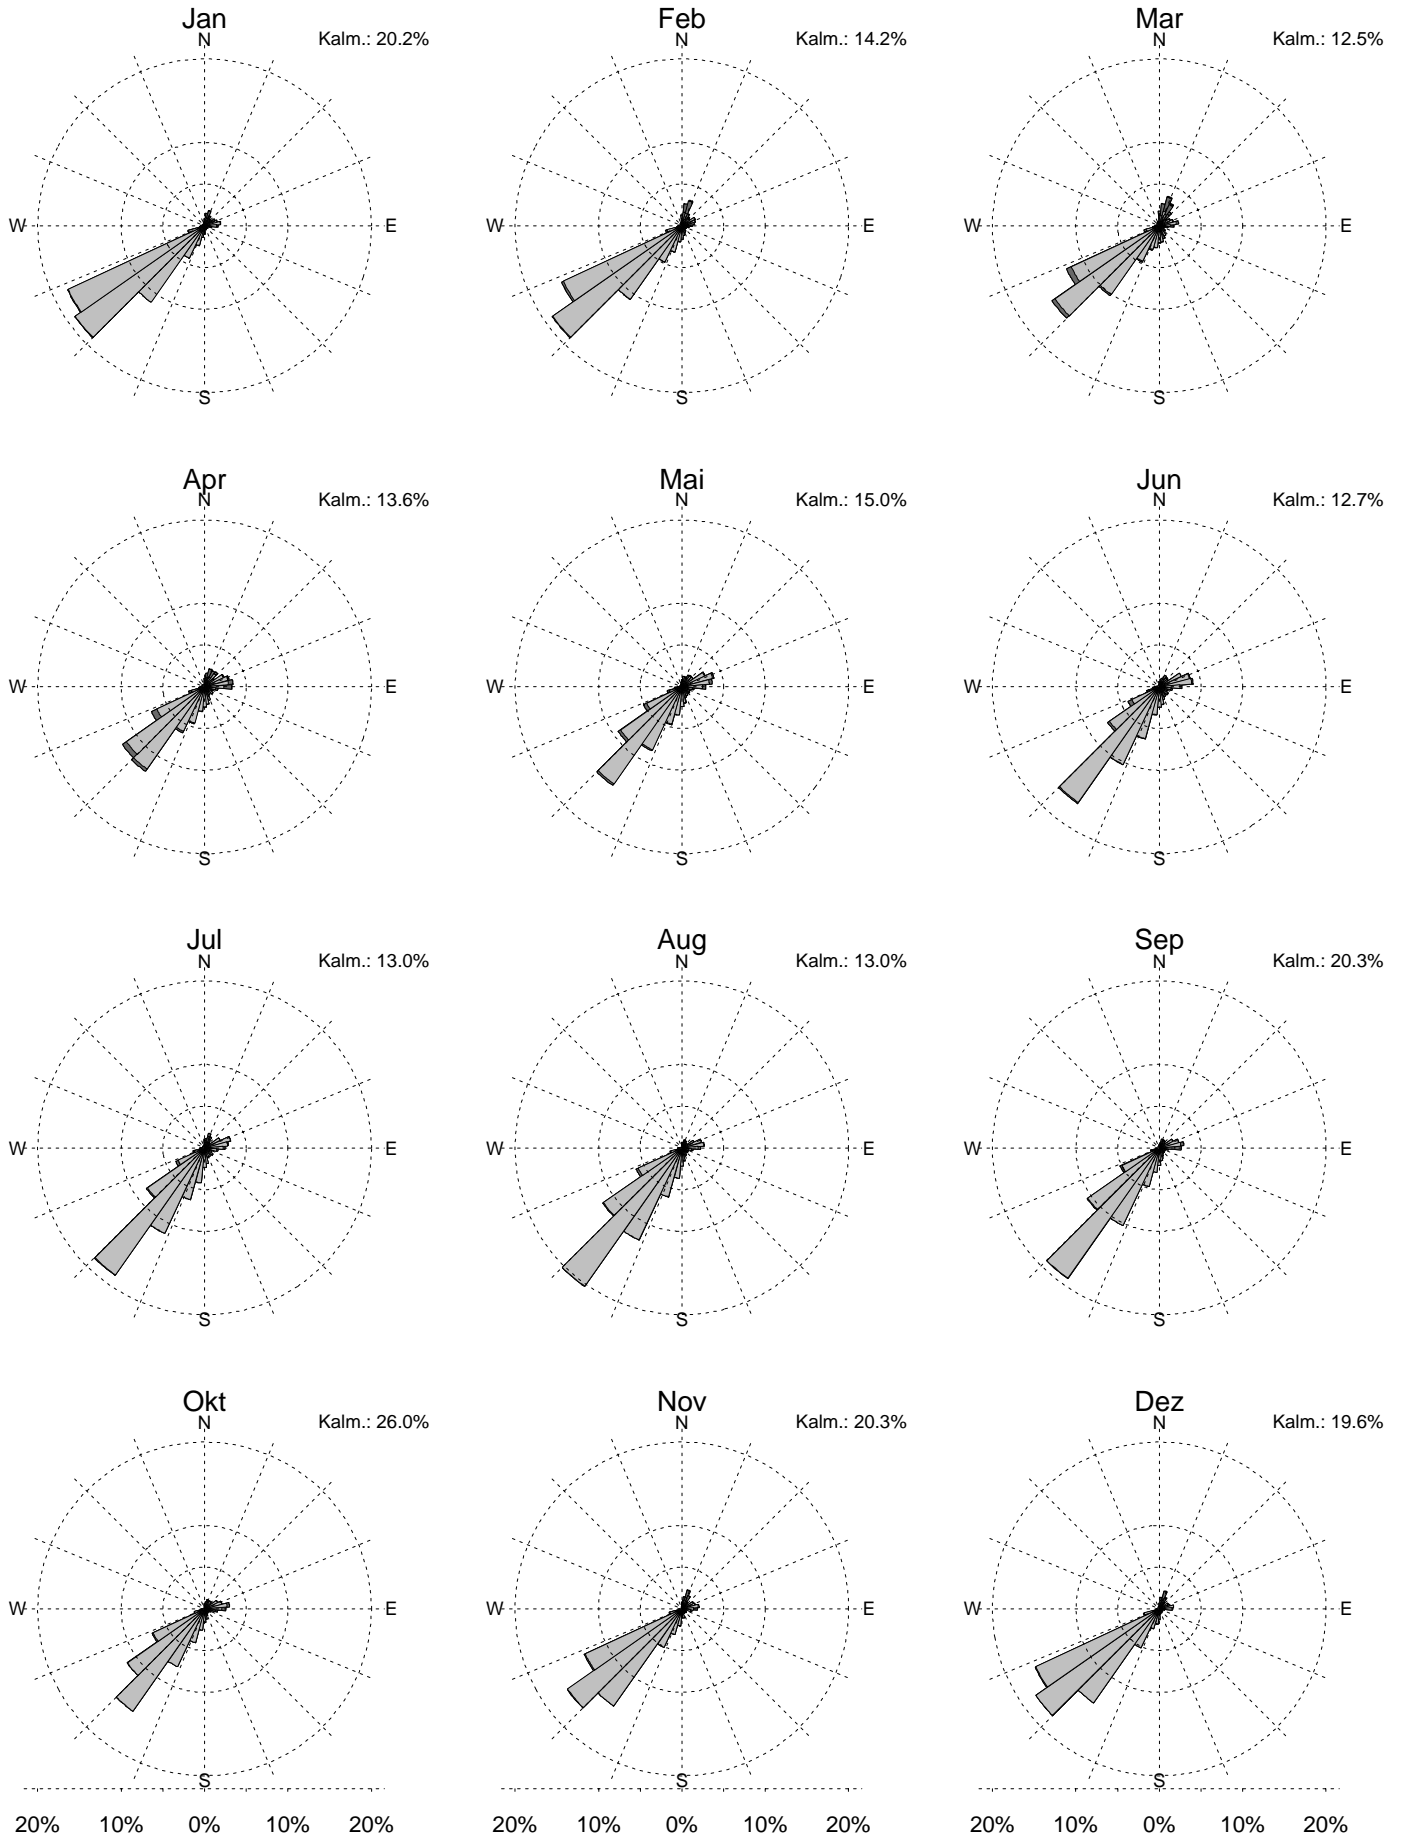 Jan
N
Kalm.: 20.2%
W
E
S
Feb
N
Kalm.: 14.2%
W
E
S
Mar
N
Kalm.: 12.5%
W
E
S
Apr
N
Kalm.: 13.6%
W
E
S
Mai
N
Kalm.: 15.0%
W
E
S
Jun
N
Kalm.: 12.7%
W
E
S
Jul
N
Kalm.: 13.0%
W
E
S
Aug
N
Kalm.: 13.0%
W
E
S
Sep
N
Kalm.: 20.3%
W
E
S
Okt
N
Kalm.: 26.0%
W
E
S
Nov
N
Kalm.: 20.3%
W
E
S
Dez
N
Kalm.: 19.6%
W
E
S
20% 10% 0% 10% 20%
20% 10% 0% 10% 20%
20% 10% 0% 10% 20%